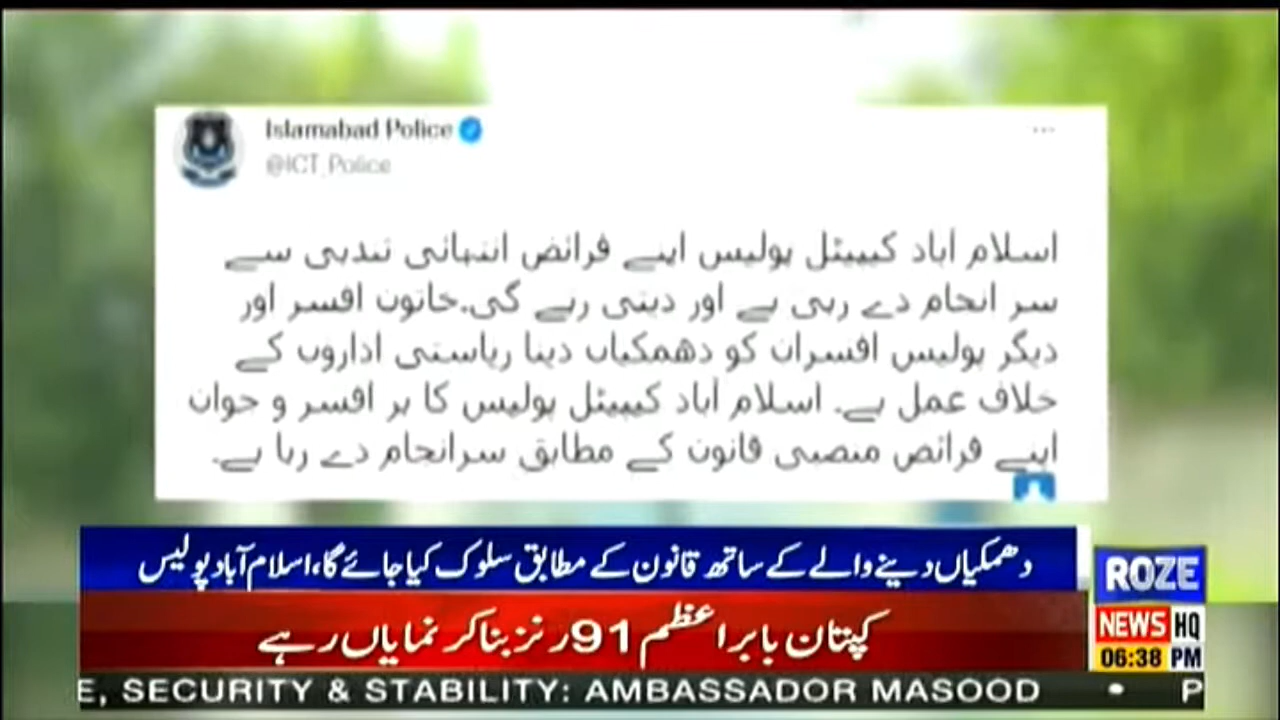 Islamabad Police
@ICT_Police
...
اسلام آباد کیپیٹل پولیس اپنے فرائض انتہائی تندہی سے
سر انجام دے رہی ہے اور دیتی رہے گی۔خاتون افسر اور
دیگر پولیس افسران کو دھمکیاں دینا ریاستی اداروں کے
خلاف عمل ہے۔ اسلام آباد کیپیٹل پولیس کا ہر افسر و جوان
اپنے فرائض منصبی قانون کے مطابق سرانجام دے رہا ہے۔
دھمکیاں دینے والے کے ساتھ قانون کے مطابق سلوک کیا جائے گا، اسلام آباد پولیس
کپتان بابر اعظم 91 رنز بنا کر نمایاں رہے
ROZE
NEWS HQ
06:38 PM
E, SECURITY & STABILITY: AMBASSADOR MASOOD • P